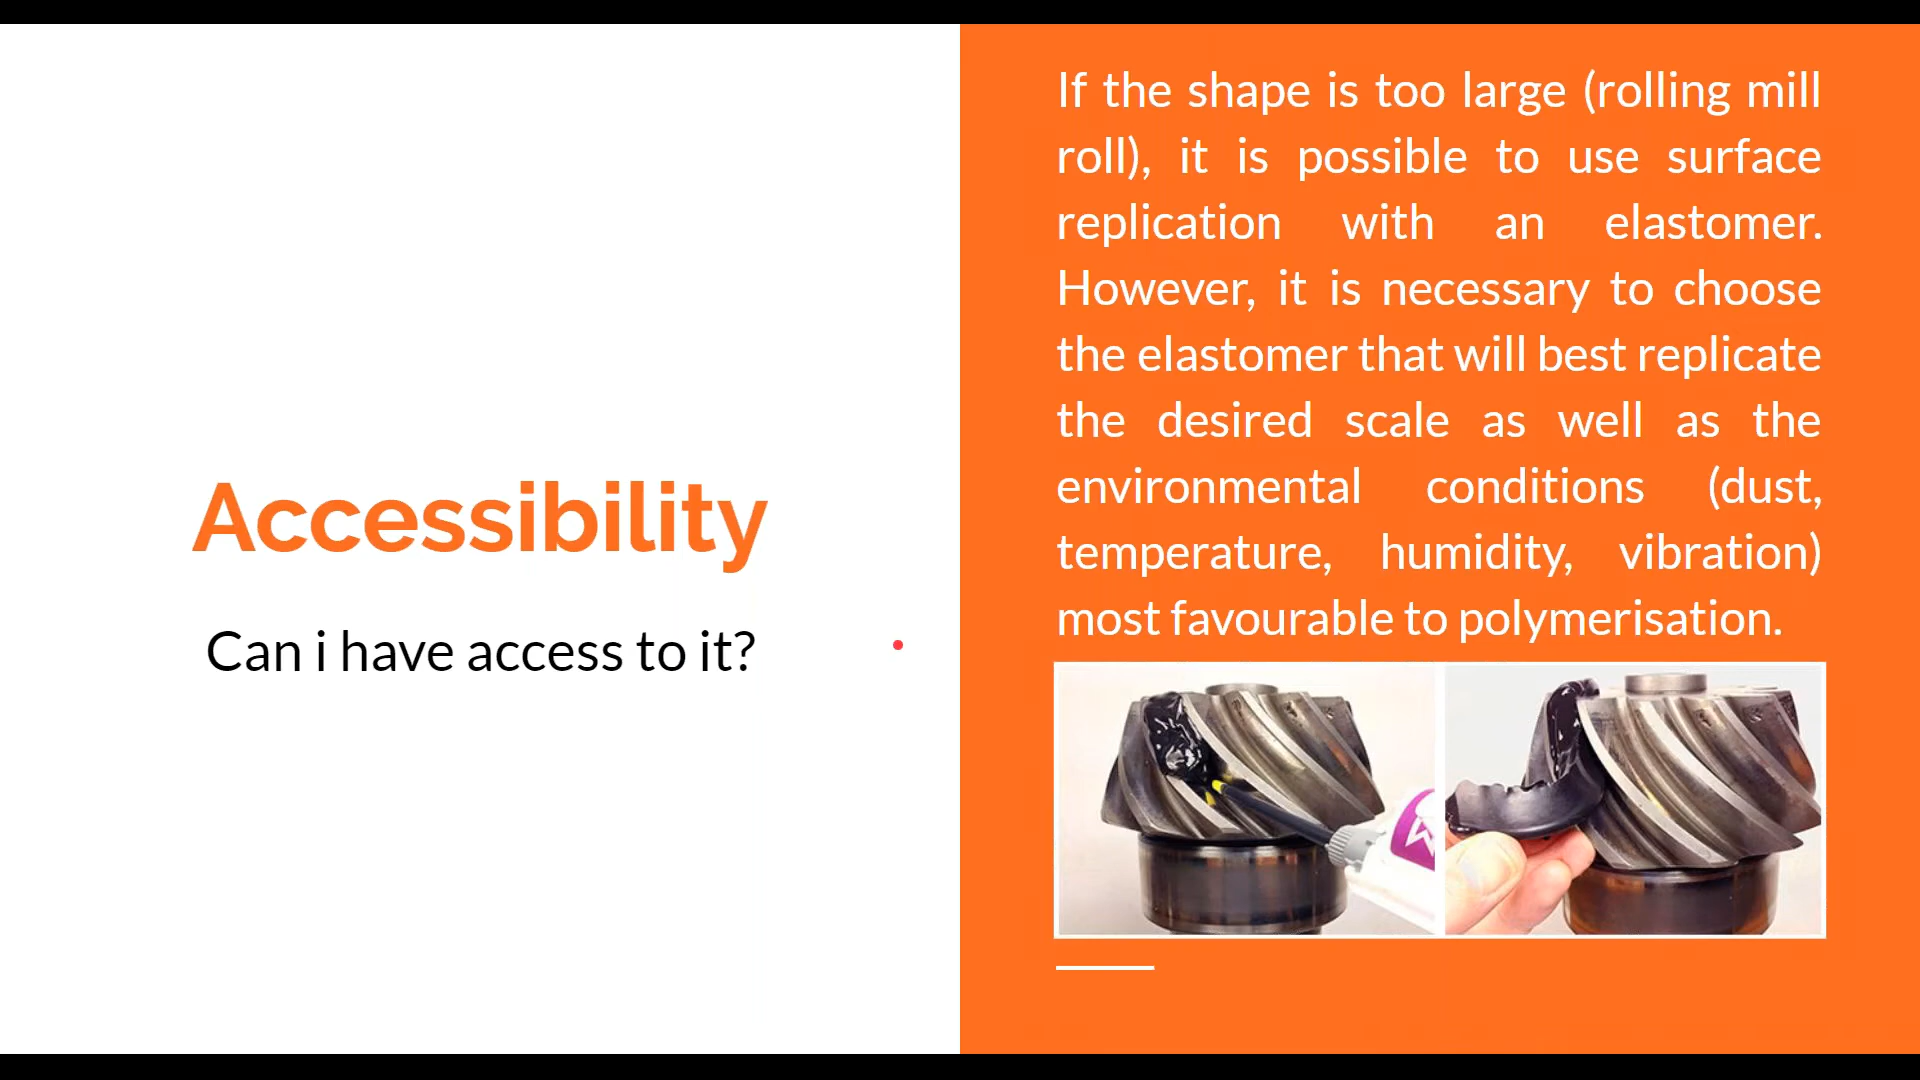 Accessibility
Can i have access to it?
If the shape is too large (rolling mill
roll), it is possible to use surface
replication with an elastomer.
However, it is necessary to choose
the elastomer that will best replicate
the desired scale as well as the
environmental conditions (dust,
temperature, humidity, vibration)
most favourable to polymerisation.